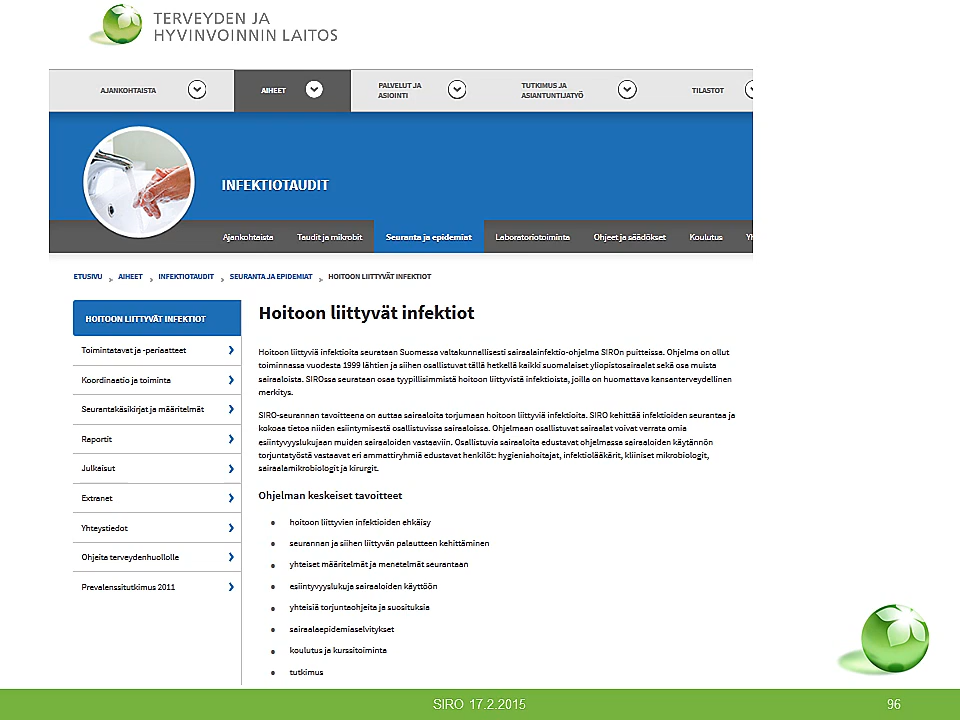 TERVEYDEN JA
HYVINVOINNIN LAITOS
AJANKOHTAISTA
AIHEET
PALVELUT JA
ASIOINTI
TUTKIMUS JA
ASIANTUNTIJATYÖ
TILASTOT
INFEKTIOTAUDIT
Ajankohtaista
Taudit ja mikrobit
Seuranta ja epidemiat
Laboratoriotoiminta
Ohjeet ja säädökset
Koulutus
ETUSIVU
AIHEET
INFEKTIOTAUDIT
SEURANTA JA EPIDEMIAT
HOITOON LIITTYVÄT INFEKTIOT
HOITOON LIITTYVÄT INFEKTIOT
Toimintatavat ja -periaatteet
Koordinaatio ja toiminta
Seurantakäsikirjat ja määritelmät
Raportit
Julkaisut
Extranet
Yhteystiedot
Ohjeita terveydenhuollolle
Prevalenssitutkimus 2011
Hoitoon liittyvät infektiot
Hoitoon liittyviä infektioita seurataan Suomessa valtakunnallisesti sairaalainfektio-ohjelma SIROn puitteissa. Ohjelma on ollut
toiminnassa vuodesta 1999 lähtien ja siihen osallistuvat tällä hetkellä kaikki suomalaiset yliopistosairaalat sekä osa muista
sairaaloista. SIROssa seurataan osaa tyypillisimmistä hoitoon liittyvistä infektioista, joilla on huomattava kansanterveydellinen
merkitys.
SIRO-seurannan tavoitteena on auttaa sairaaloita torjumaan hoitoon liittyviä infektioita. SIRO kehittää infektioiden seurantaa ja
kokoaa tietoa niiden esiintymisestä osallistuvissa sairaaloissa. Ohjelmaan osallistuvat sairaalat voivat verrata omia
esiintyvyyslukujaan muiden sairaaloiden vastaaviin. Osallistuvia sairaaloita edustavat ohjelmassa sairaaloiden käytännön
torjuntatyöstä vastaavat eri ammattiryhmiä edustavat henkilöt: hygieniahoitajat, infektiolääkärit, kliiniset mikrobiologit,
sairaalamikrobiologit ja kirurgit.
Ohjelman keskeiset tavoitteet
hoitoon liittyvien infektioiden ehkäisy
seurannan ja siihen liittyvän palautteen kehittäminen
yhteiset määritelmät ja menetelmät seurantaan
esiintyvyyslukuja sairaaloiden käyttöön
yhteisiä torjuntaohjeita ja suosituksia
sairaalaepidemiaselvitykset
koulutus ja kurssitoiminta
tutkimus
SIRO 17.2.2015
96